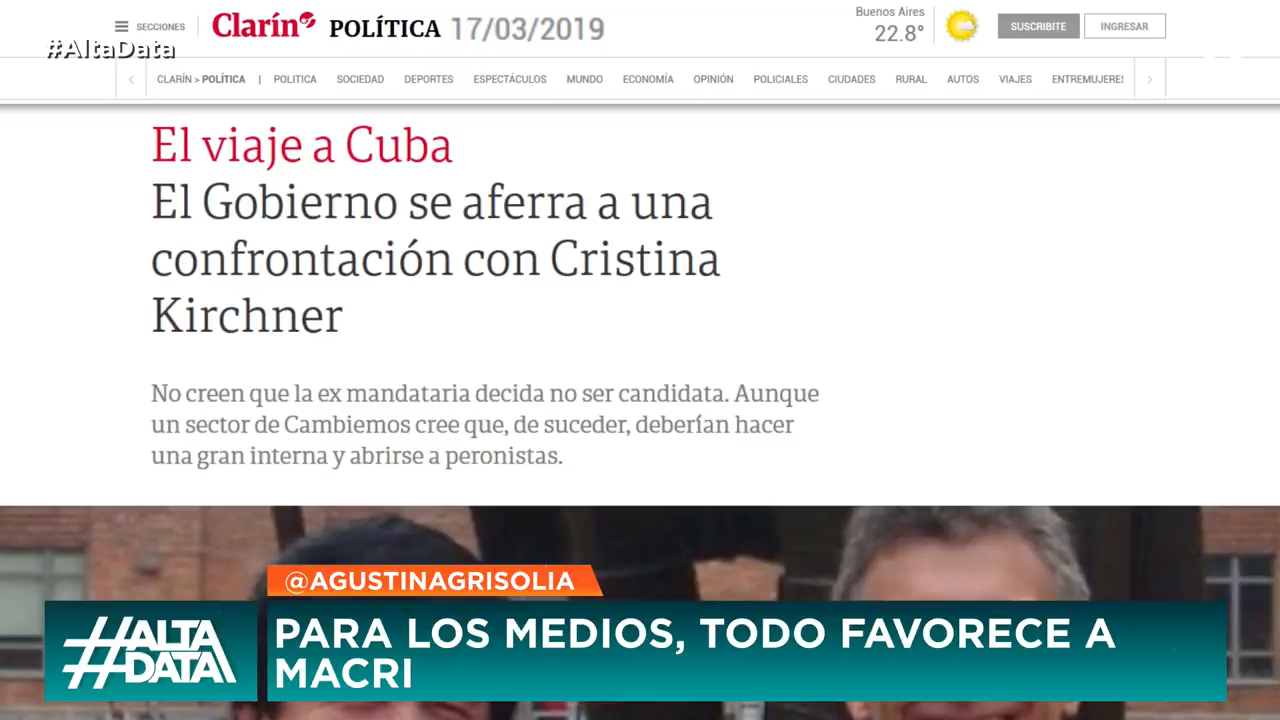 SECCIONES
Clarín
POLÍTICA
17/03/2019
Buenos Aires
22.8°
SUSCRIBITE
INGRESAR
#AltaData
CLARÍN > POLÍTICA | POLITICA SOCIEDAD DEPORTES ESPECTÁCULOS MUNDO ECONOMÍA OPINIÓN POLICIALES CIUDADES RURAL AUTOS VIAJES ENTREMUJERES
El viaje a Cuba
El Gobierno se aferra a una
confrontación con Cristina
Kirchner
No creen que la ex mandataria decida no ser candidata. Aunque
un sector de Cambiemos cree que, de suceder, deberían hacer
una gran interna y abrirse a peronistas.
@AGUSTINAGRISOLIA
#ALTA
DATA
PARA LOS MEDIOS, TODO FAVORECE A
MACRI